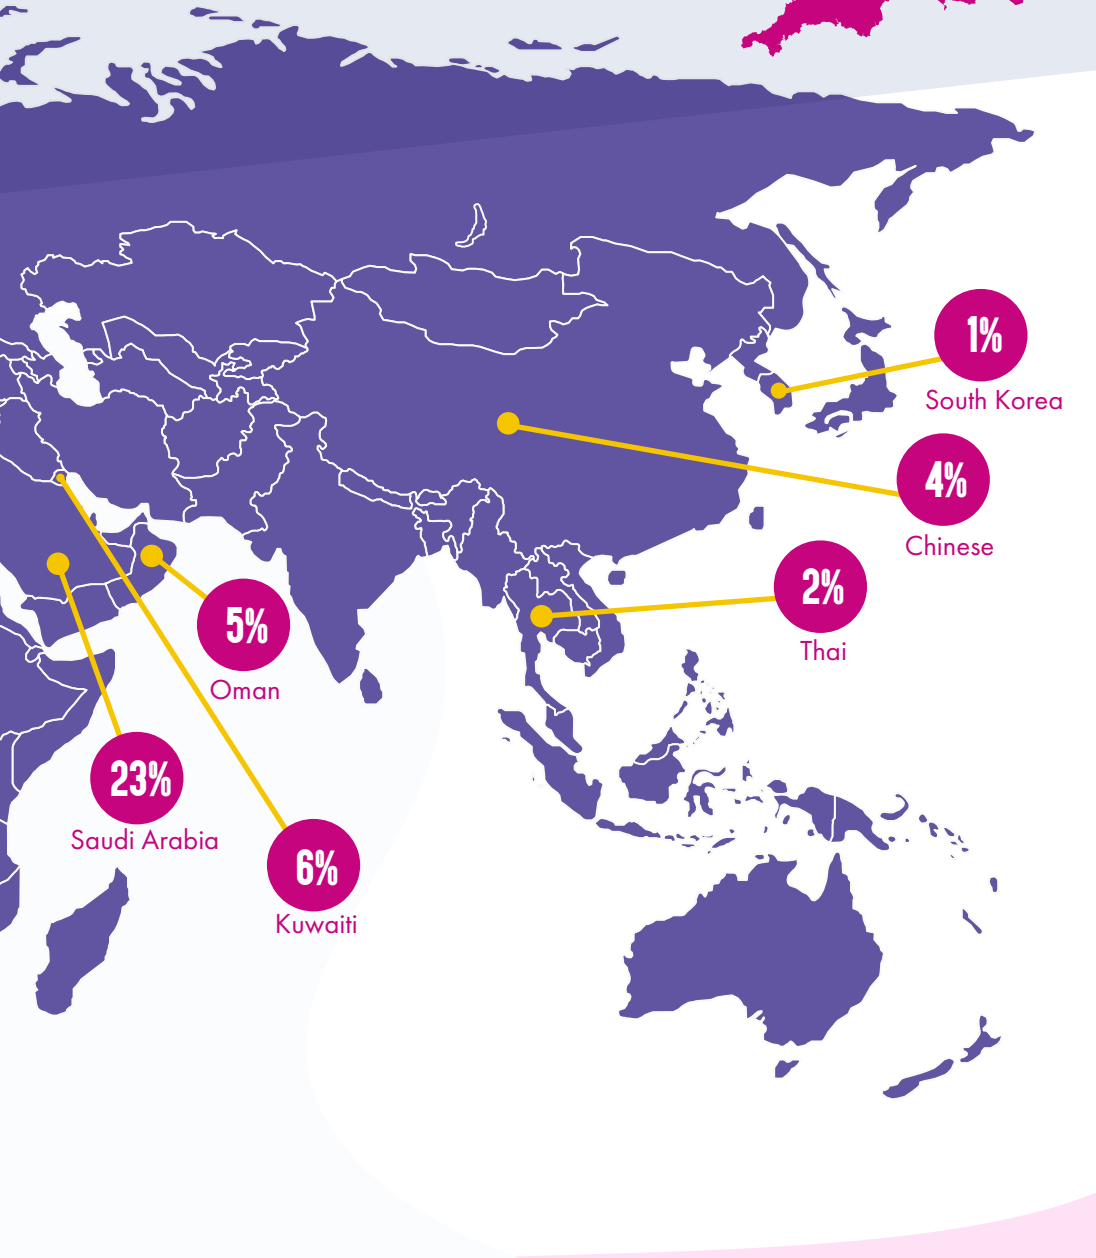 1%
South Korea
4%
Chinese
2%
Thai
5%
Oman
23%
Saudi Arabia
6%
Kuwaiti